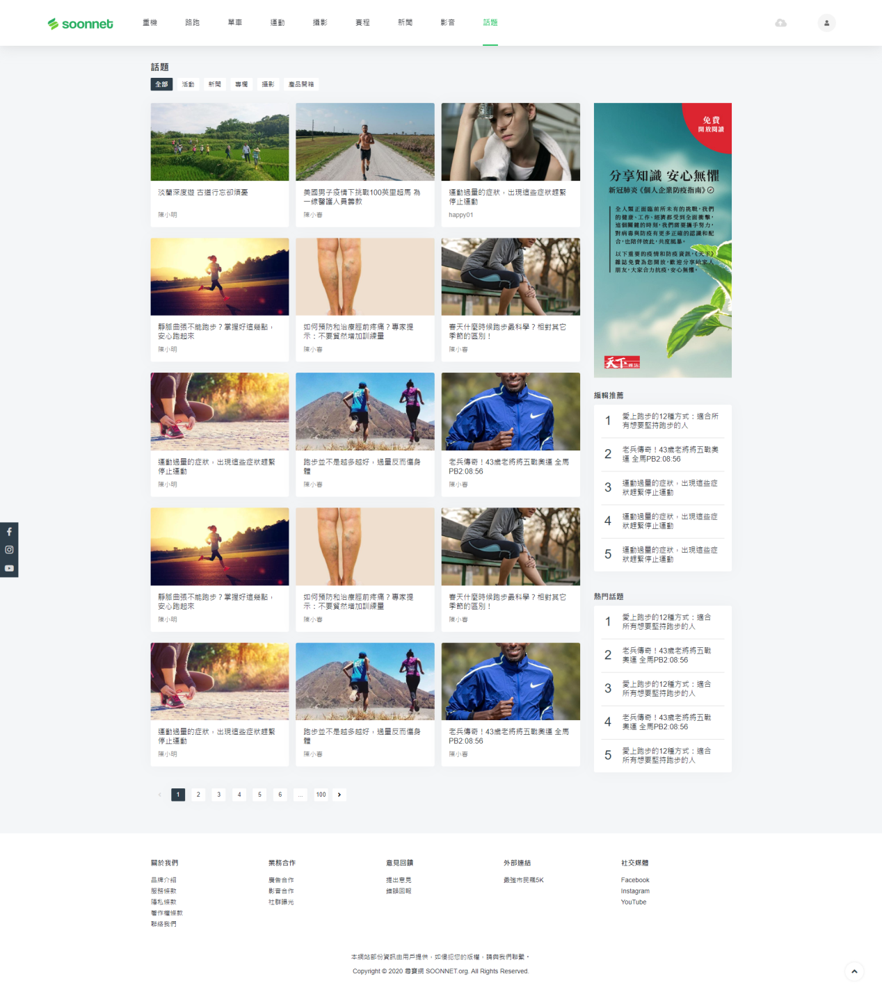 soonnet
重機
路跑
單車
運動
攝影
賽程
新聞
影音
話題
話題
全部
活動
新聞
專欄
攝影
產品開箱
淡蘭深度遊 古道行忘卻煩憂
陳小明
美國男子疫情下挑戰100英里超馬 為
一線醫護人員籌款
陳小春
運動過量的症狀，出現這些症狀趕緊
停止運動
happy01
靜脈曲張不能跑步？掌握好這幾點，
安心跑起來
陳小明
如何預防和治療脛前疼痛？專家提
示：不要貿然增加訓練量
陳小春
春天什麼時候跑步最科學？相對其它
季節的區別！
陳小春
運動過量的症狀，出現這些症狀趕緊
停止運動
陳小明
跑步並不是越多越好，過量反而傷身
體
陳小春
老兵傳奇！43歲老將將五戰奧運 全馬
PB2:08:56
陳小春
靜脈曲張不能跑步？掌握好這幾點，
安心跑起來
陳小明
如何預防和治療脛前疼痛？專家提
示：不要貿然增加訓練量
陳小春
春天什麼時候跑步最科學？相對其它
季節的區別！
陳小春
運動過量的症狀，出現這些症狀趕緊
停止運動
陳小明
跑步並不是越多越好，過量反而傷身
體
陳小春
老兵傳奇！43歲老將將五戰奧運 全馬
PB2:08:56
陳小春
免費
開放閱讀
分享知識 安心無懼
新冠肺炎《個人企業防疫指南》
全人類正面臨前所未有的挑戰，我們
的健康、工作、經濟都受到全面衝擊，
這個關鍵的時刻，我們需要攜手努力，
對病毒與防疫有更多正確的認識和配
合，也陪伴彼此，共度風暴。
以下重要的疫情和防疫資訊，《天下》
雜誌免費為您開放，歡迎分享給家人
朋友，大家合力抗疫，安心無懼。
天下雜誌
編輯推薦
1
愛上跑步的12種方式：適合所
有想要堅持跑步的人
2
老兵傳奇！43歲老將將五戰奧
運 全馬PB2:08:56
3
運動過量的症狀，出現這些症
狀趕緊停止運動
4
運動過量的症狀，出現這些症
狀趕緊停止運動
5
運動過量的症狀，出現這些症
狀趕緊停止運動
熱門話題
1
愛上跑步的12種方式：適合
所有想要堅持跑步的人
2
老兵傳奇！43歲老將將五戰
奧運 全馬PB2:08:56
3
愛上跑步的12種方式：適合
所有想要堅持跑步的人
4
老兵傳奇！43歲老將將五戰
奧運 全馬PB2:08:56
5
愛上跑步的12種方式：適合
所有想要堅持跑步的人
1 2 3 4 5 6 ... 100
關於我們
品牌介紹
服務條款
隱私條款
著作權條款
聯絡我們
業務合作
廣告合作
影音合作
社群曝光
意見回饋
提出意見
錯誤回報
外部連結
最強市民飆5K
社交媒體
Facebook
Instagram
YouTube
本網站部份資訊由用戶提供，如侵犯您的版權，請與我們聯繫。
Copyright © 2020 尋寶網 SOONNET.org. All Rights Reserved.